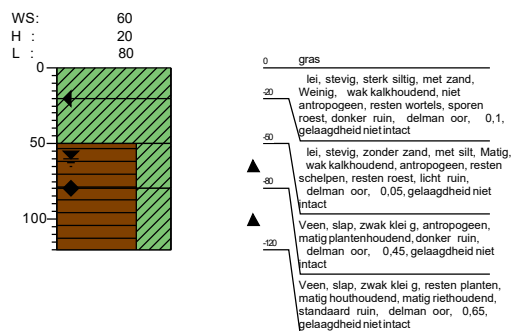 WS: 60
H : 20
L : 80
0
50
100
0 gras
-20
lei, stevig, sterk siltig, met zand,
Weinig, wak kalkhoudend, niet
antropogeen, resten wortels, sporen
roest, donker ruin, delman oor, 0,1,
gelaagdheid niet intact
-50
lei, stevig, zonder zand, met silt, Matig,
wak kalkhoudend, antropogeen, resten
schelpen, resten roest, licht ruin,
delman oor, 0,05, gelaagdheid niet
intact
-80
Veen, slap, zwak klei g, antropogeen,
matig plantenhoudend, donker ruin,
delman oor, 0,45, gelaagdheid niet
intact
-120
Veen, slap, zwak klei g, resten planten,
matig houthoudend, matig riethoudend,
standaard ruin, delman oor, 0,65,
gelaagdheid niet intact